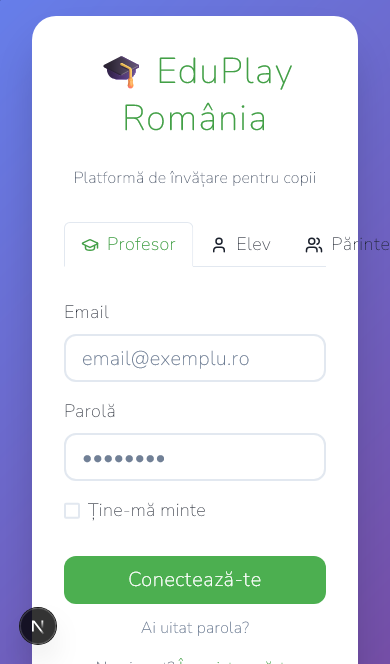 🎓 EduPlay
România
Platformă de învățare pentru copii
Profesor Elev Părinte
Email
email@exemplu.ro
Parolă
••••••••
Ține-mă minte
Conectează-te
N
Ai uitat parola?